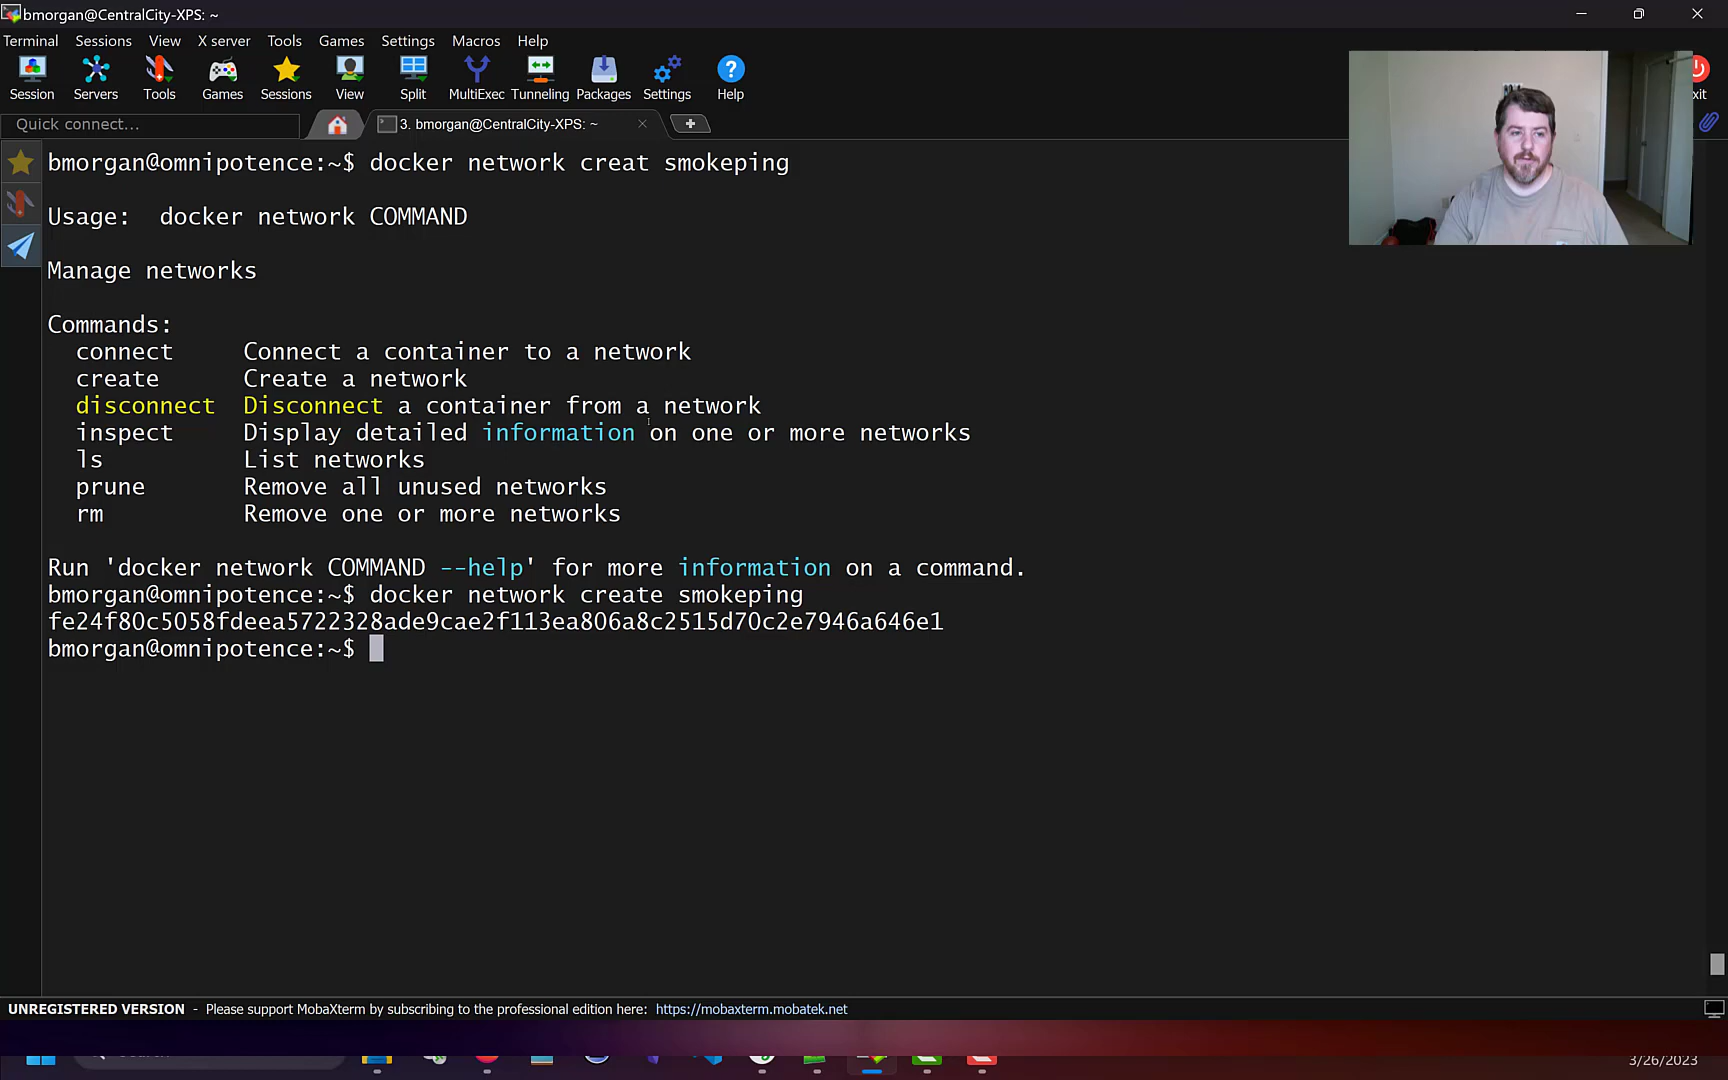 bmorgan@CentralCity-XPS: ~
Terminal Sessions View X server Tools Games Settings Macros Help
Session Servers Tools Games Sessions View Split MultiExec Tunneling Packages Settings Help xit
Quick connect...
3. bmorgan@CentralCity-XPS: ~
bmorgan@omnipotence:~$ docker network creat smokeping
Usage:  docker network COMMAND
Manage networks
Commands:
connect     Connect a container to a network
create      Create a network
disconnect  Disconnect a container from a network
inspect     Display detailed information on one or more networks
ls          List networks
prune       Remove all unused networks
rm          Remove one or more networks
Run 'docker network COMMAND --help' for more information on a command.
bmorgan@omnipotence:~$ docker network create smokeping
fe24f80c5058fdeea5722328ade9cae2f113ea806a8c2515d70c2e7946a646e1
bmorgan@omnipotence:~$
UNREGISTERED VERSION - Please support MobaXterm by subscribing to the professional edition here: https://mobaxterm.mobatek.net
3/26/2023